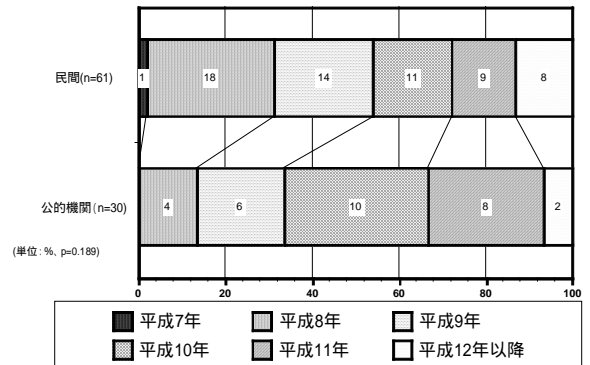 民間(n=61)
1 18 14 11 9 8
公的機関(n=30)
4 6 10 8 2
(単位:%、p=0.189)
0 20 40 60 80 100
平成7年 平成8年 平成9年
平成10年 平成11年 平成12年以降